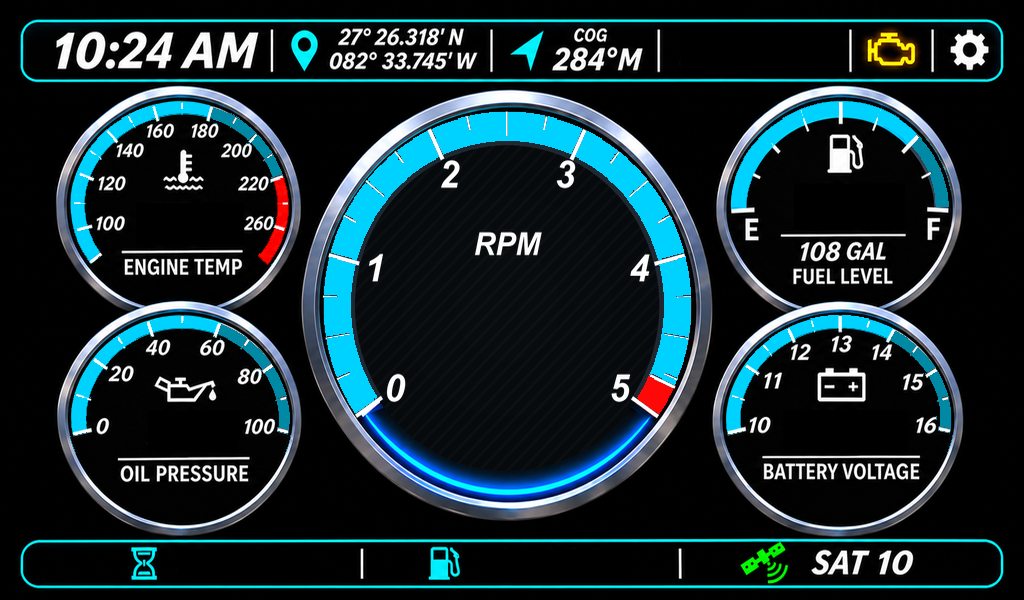 10:24 AM
27° 26.318' N
082° 33.745' W
COG
284°M
100
120
140
160
180
200
220
260
ENGINE TEMP
0
1
2
3
4
5
RPM
E
F
108 GAL
FUEL LEVEL
0
20
40
60
80
100
OIL PRESSURE
10
11
12
13
14
15
16
BATTERY VOLTAGE
SAT 10